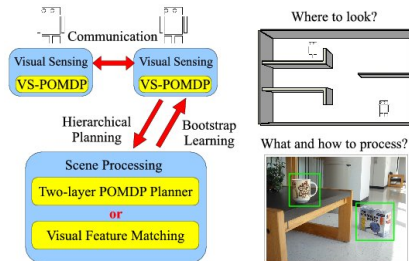 Communication
Visual Sensing
VS-POMDP
Visual Sensing
VS-POMDP
Hierarchical
Planning
Bootstrap
Learning
Scene Processing
Two-layer POMDP Planner
or
Visual Feature Matching
Where to look?
What and how to process?